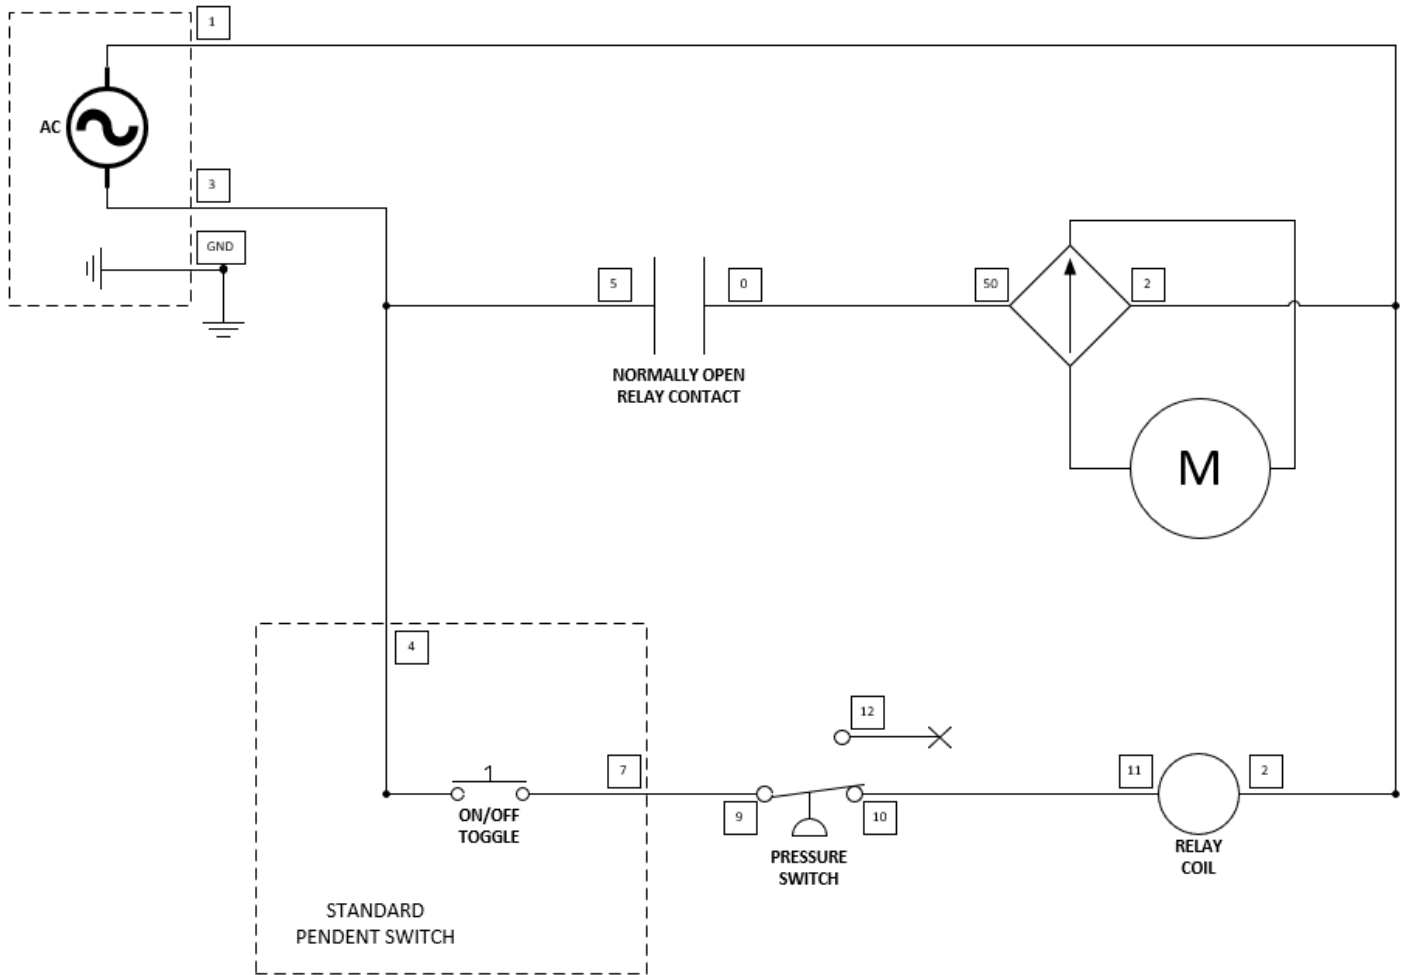 1
AC
3
GND
5
0
50
2
NORMALLY OPEN
RELAY CONTACT
M
4
12
7
11
2
9
10
ON/OFF
TOGGLE
PRESSURE
SWITCH
RELAY
COIL
STANDARD
PENDENT SWITCH